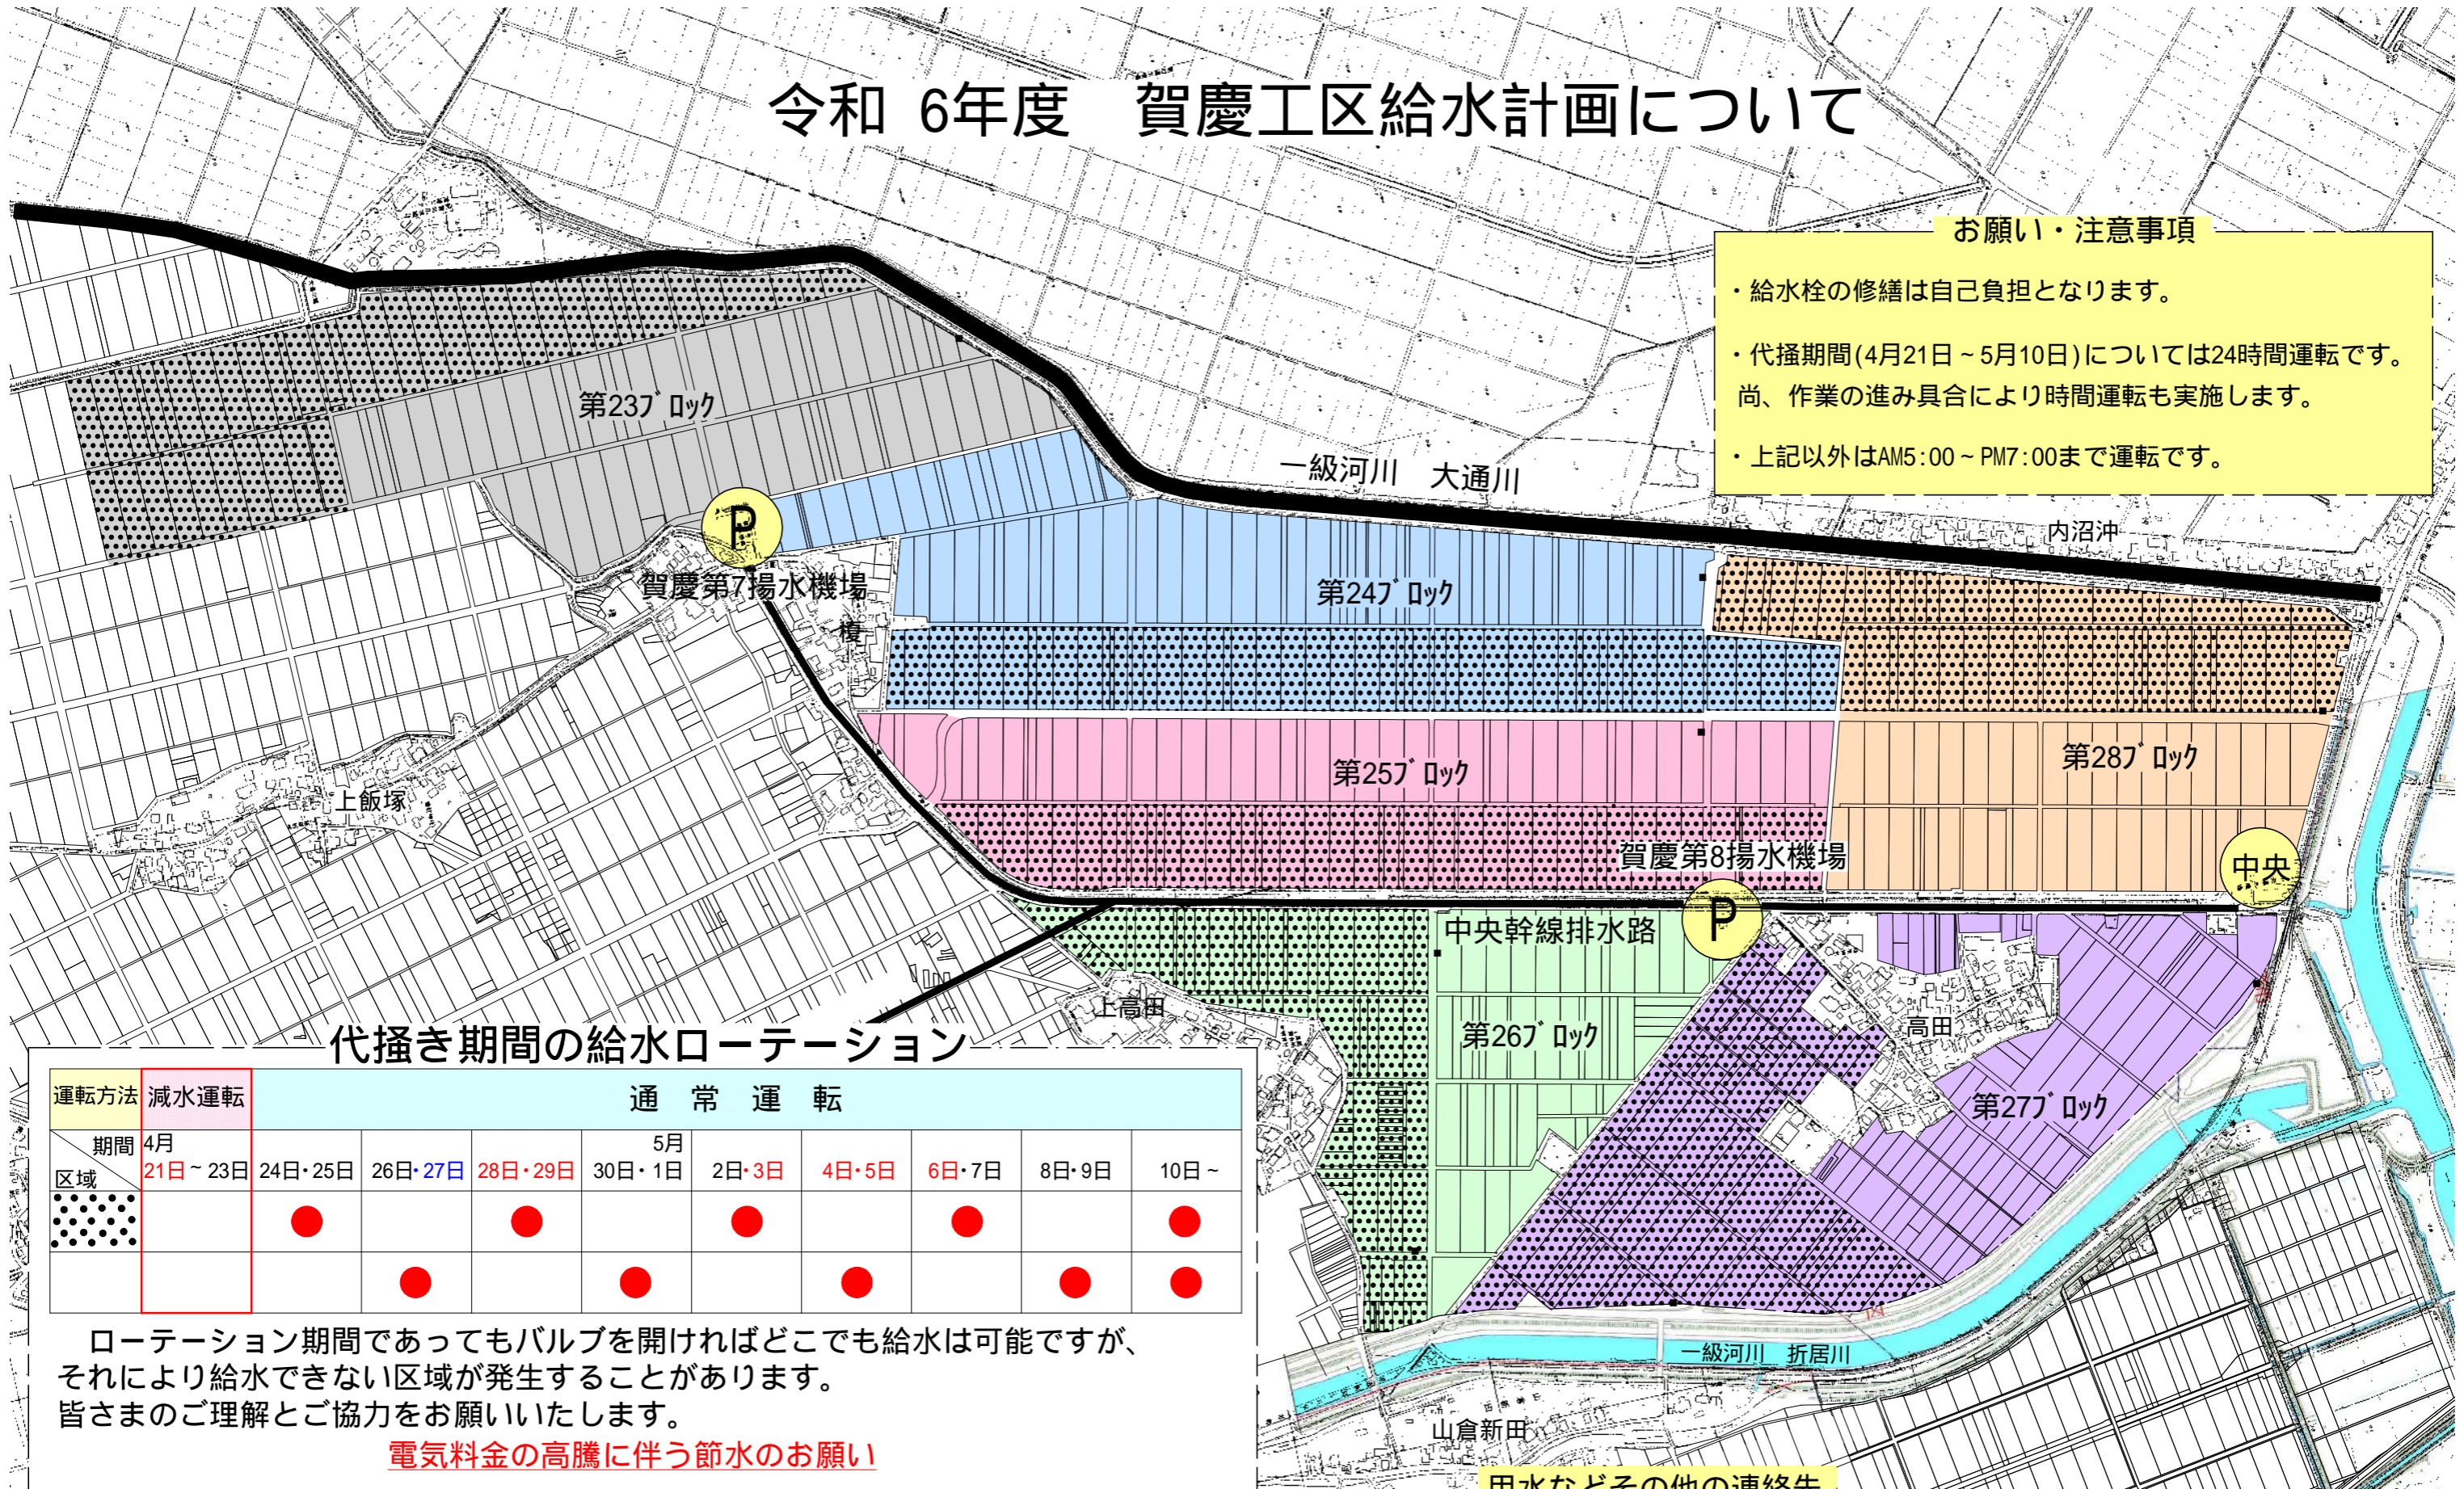 令和 6年度　賀慶工区給水計画について
お願い・注意事項
・給水栓の修繕は自己負担となります。
・代掻期間(4月21日～5月10日)については24時間運転です。
尚、作業の進み具合により時間運転も実施します。
・上記以外はAM5:00～PM7:00まで運転です。
第23ﾌﾞﾛｯｸ
一級河川　大通川
内沼沖
賀慶第7揚水機場
P
榎
第24ﾌﾞﾛｯｸ
第25ﾌﾞﾛｯｸ
第28ﾌﾞﾛｯｸ
上飯塚
賀慶第8揚水機場
中央
P
中央幹線排水路
上高田
第26ﾌﾞﾛｯｸ
高田
第27ﾌﾞﾛｯｸ
一級河川　折居川
山倉新田
代掻き期間の給水ローテーション
運転方法 減水運転 通常運転
期間 4月 5月
区域 21日～23日 24日・25日 26日・27日 28日・29日 30日・1日 2日・3日 4日・5日 6日・7日 8日・9日 10日～
ローテーション期間であってもバルブを開ければどこでも給水は可能ですが、
それにより給水できない区域が発生することがあります。
皆さまのご理解とご協力をお願いいたします。
電気料金の高騰に伴う節水のお願い
用水などその他の連絡先